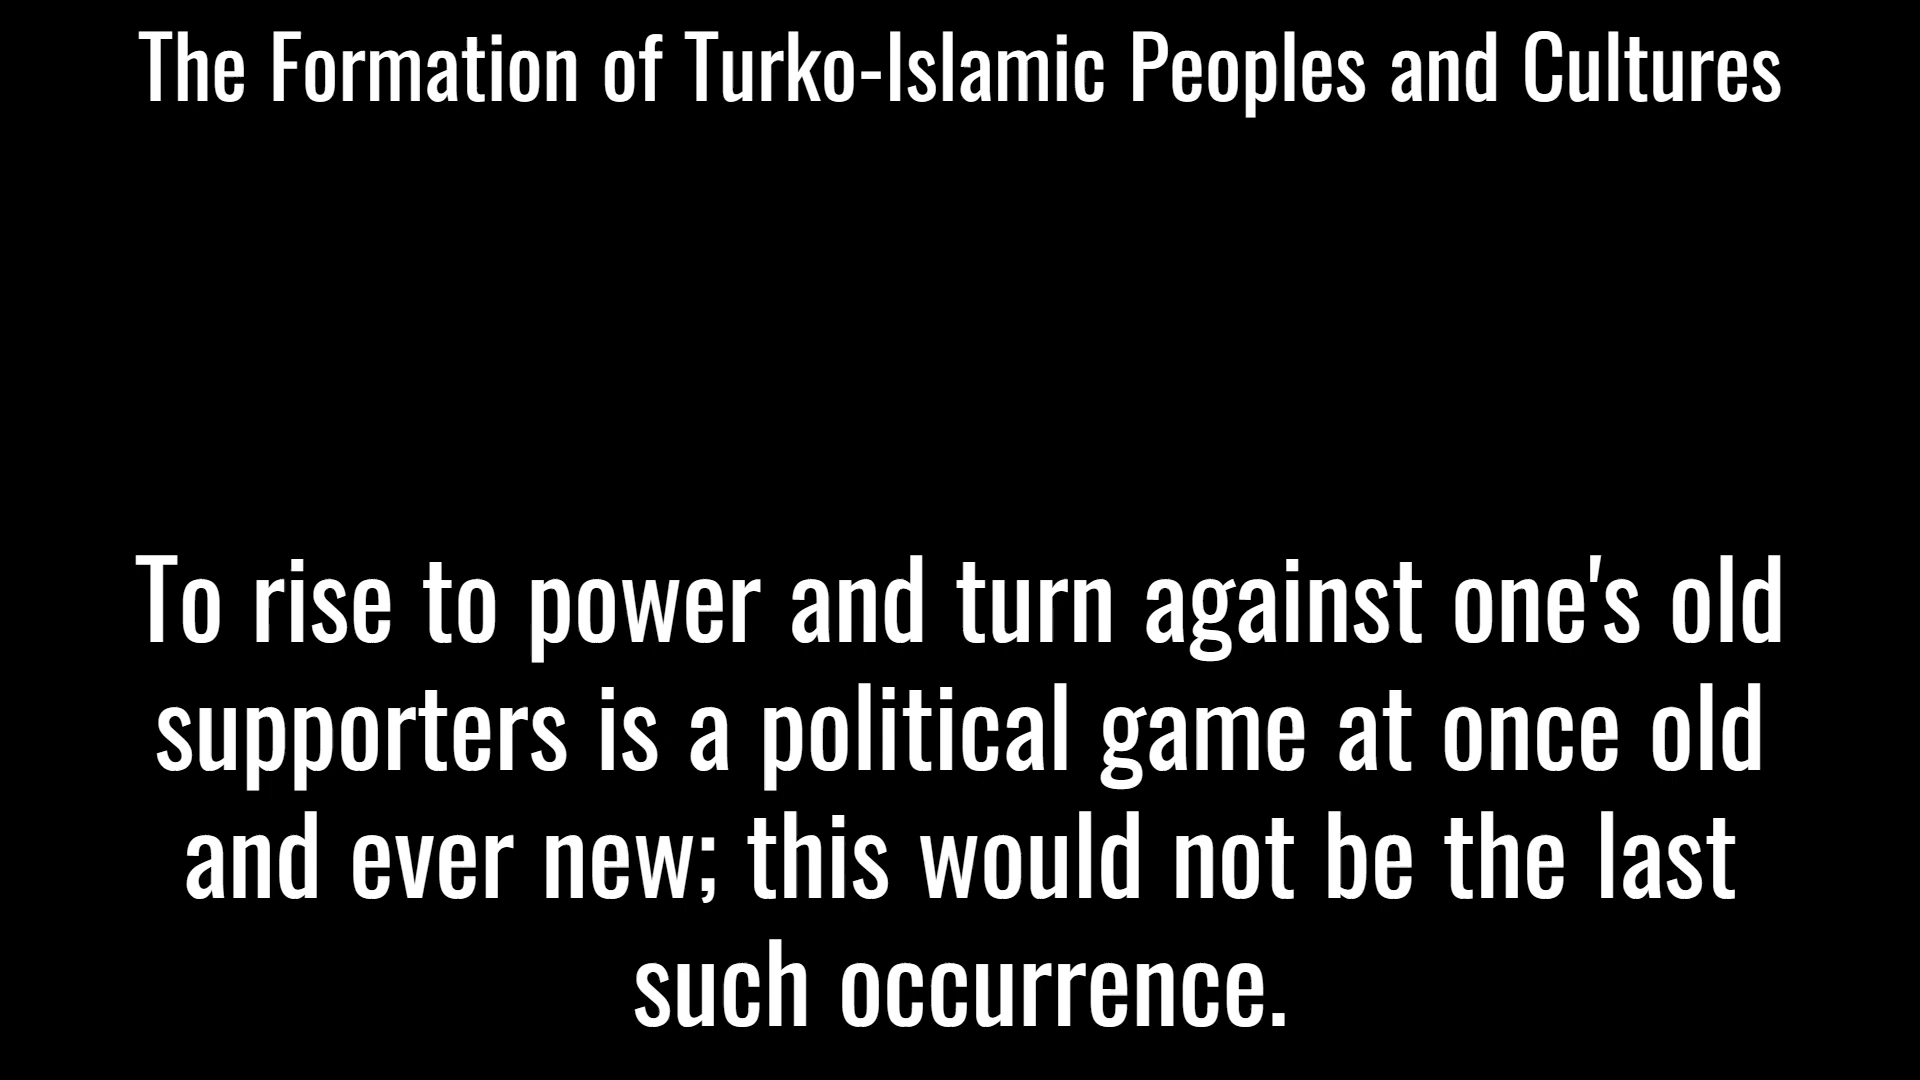 The Formation of Turko-Islamic Peoples and Cultures
To rise to power and turn against one's old
supporters is a political game at once old
and ever new; this would not be the last
such occurrence.